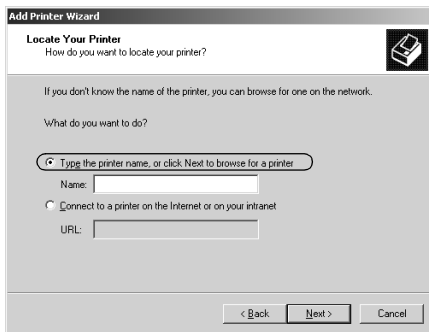 Add Printer Wizard
Locate Your Printer
How do you want to locate your printer?
If you don't know the name of the printer, you can browse for one on the network.
What do you want to do?
Type the printer name, or click Next to browse for a printer
Name:
Connect to a printer on the Internet or on your intranet
URL:
< Back
Next >
Cancel